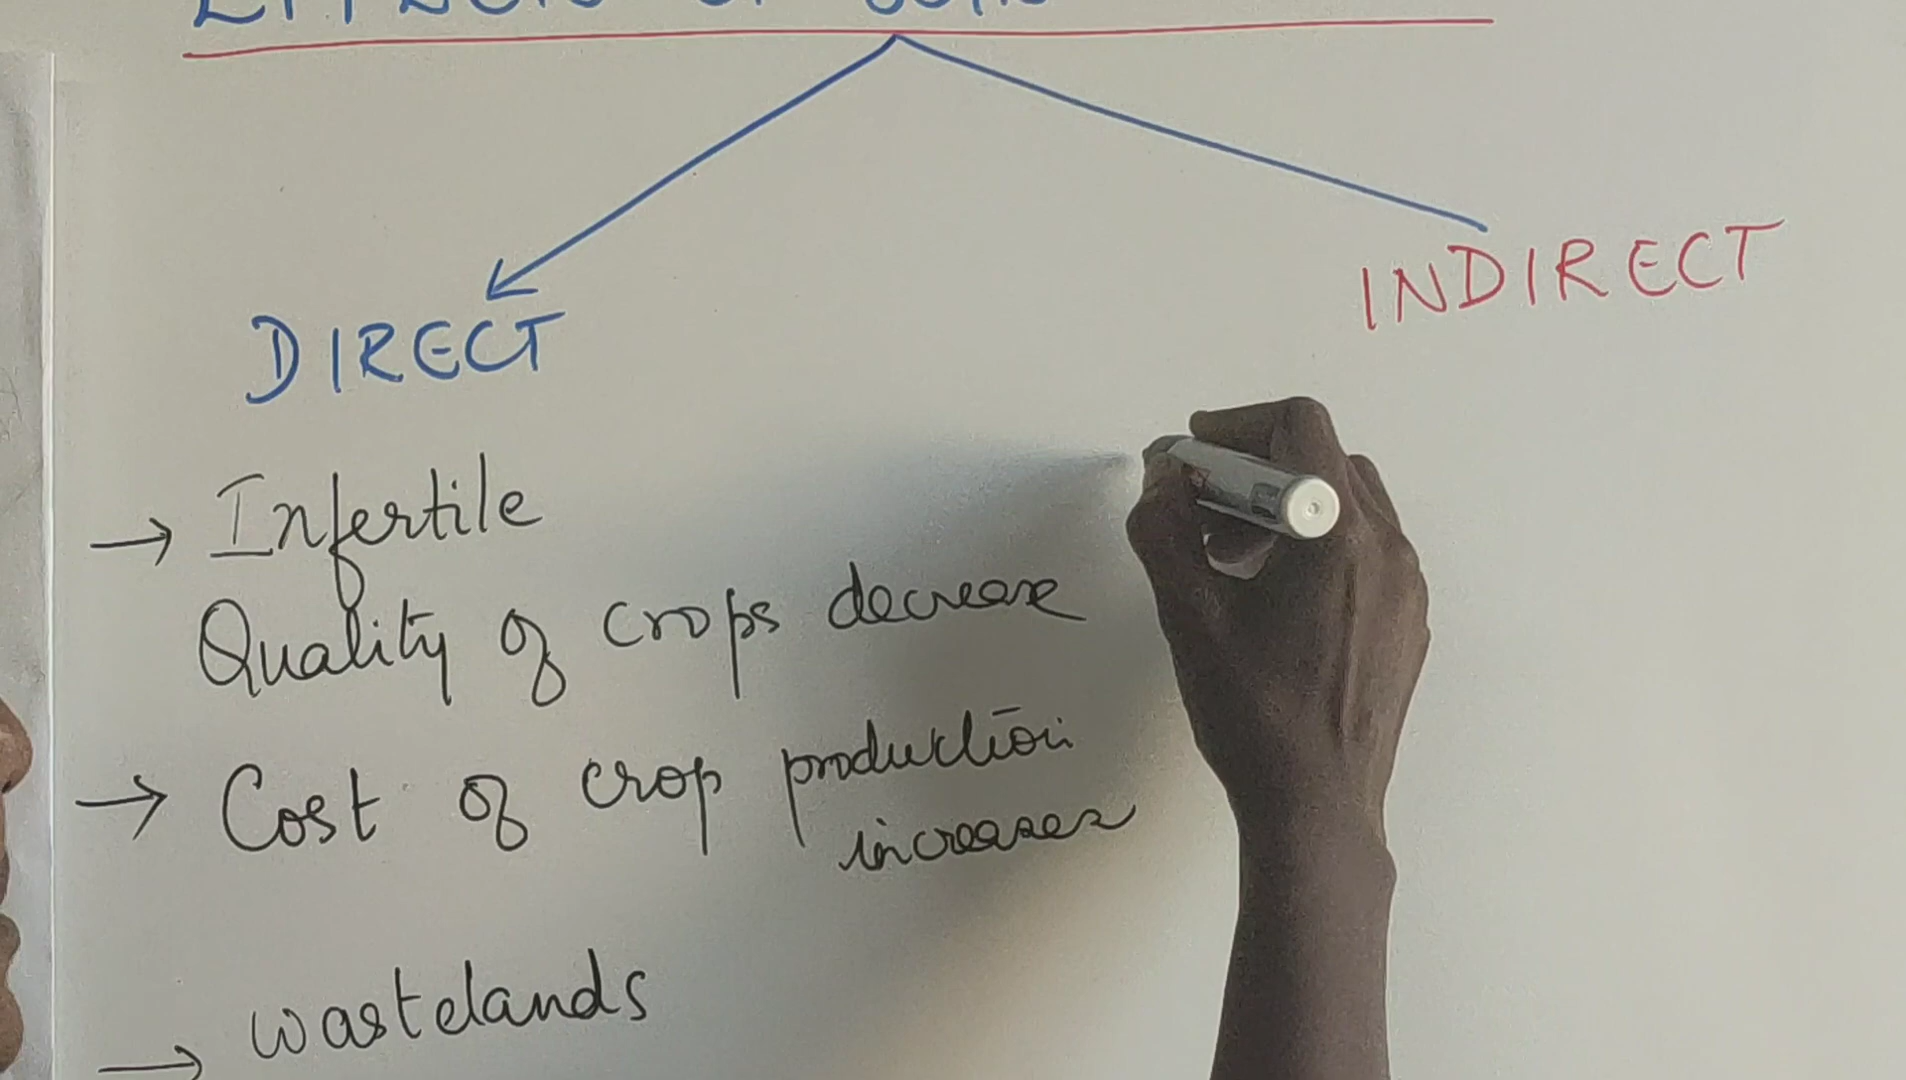 DIRECT
INDIRECT
→ Infertile
Quality of crops decrease
→ Cost of crop production
increases
→ wastelands